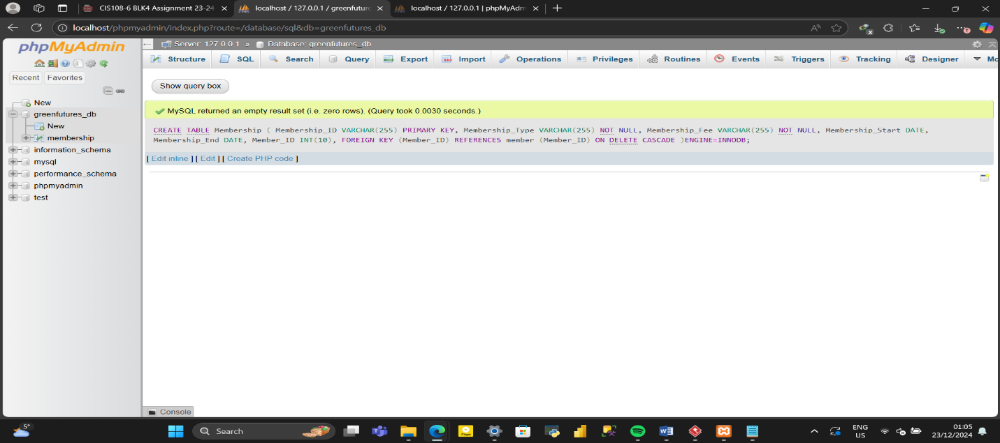 CIS108-6 BLK4 Assignment 23-24
localhost / 127.0.0.1 / greenfuture
localhost / 127.0.0.1 | phpMyAdm
localhost/phpmyadmin/index.php?route=/database/sql&db=greenfutures_db
phpMyAdmin
Recent Favorites
New
greenfutures_db
New
membership
information_schema
mysql
performance_schema
phpmyadmin
test
Server: 127.0.0.1 » Database: greenfutures_db
Structure SQL Search Query Export Import Operations Privileges Routines Events Triggers Tracking Designer Mo
Show query box
MySQL returned an empty result set (i.e. zero rows). (Query took 0.0030 seconds.)
CREATE TABLE Membership ( Membership_ID VARCHAR(255) PRIMARY KEY, Membership_Type VARCHAR(255) NOT NULL, Membership_Fee VARCHAR(255) NOT NULL, Membership_Start DATE,
Membership_End DATE, Member_ID INT(10), FOREIGN KEY (Member_ID) REFERENCES member (Member_ID) ON DELETE CASCADE )ENGINE=INNODB;
[ Edit inline ] [ Edit ] [ Create PHP code ]
Console
5°
Search
ENG
US
01:05
23/12/2024